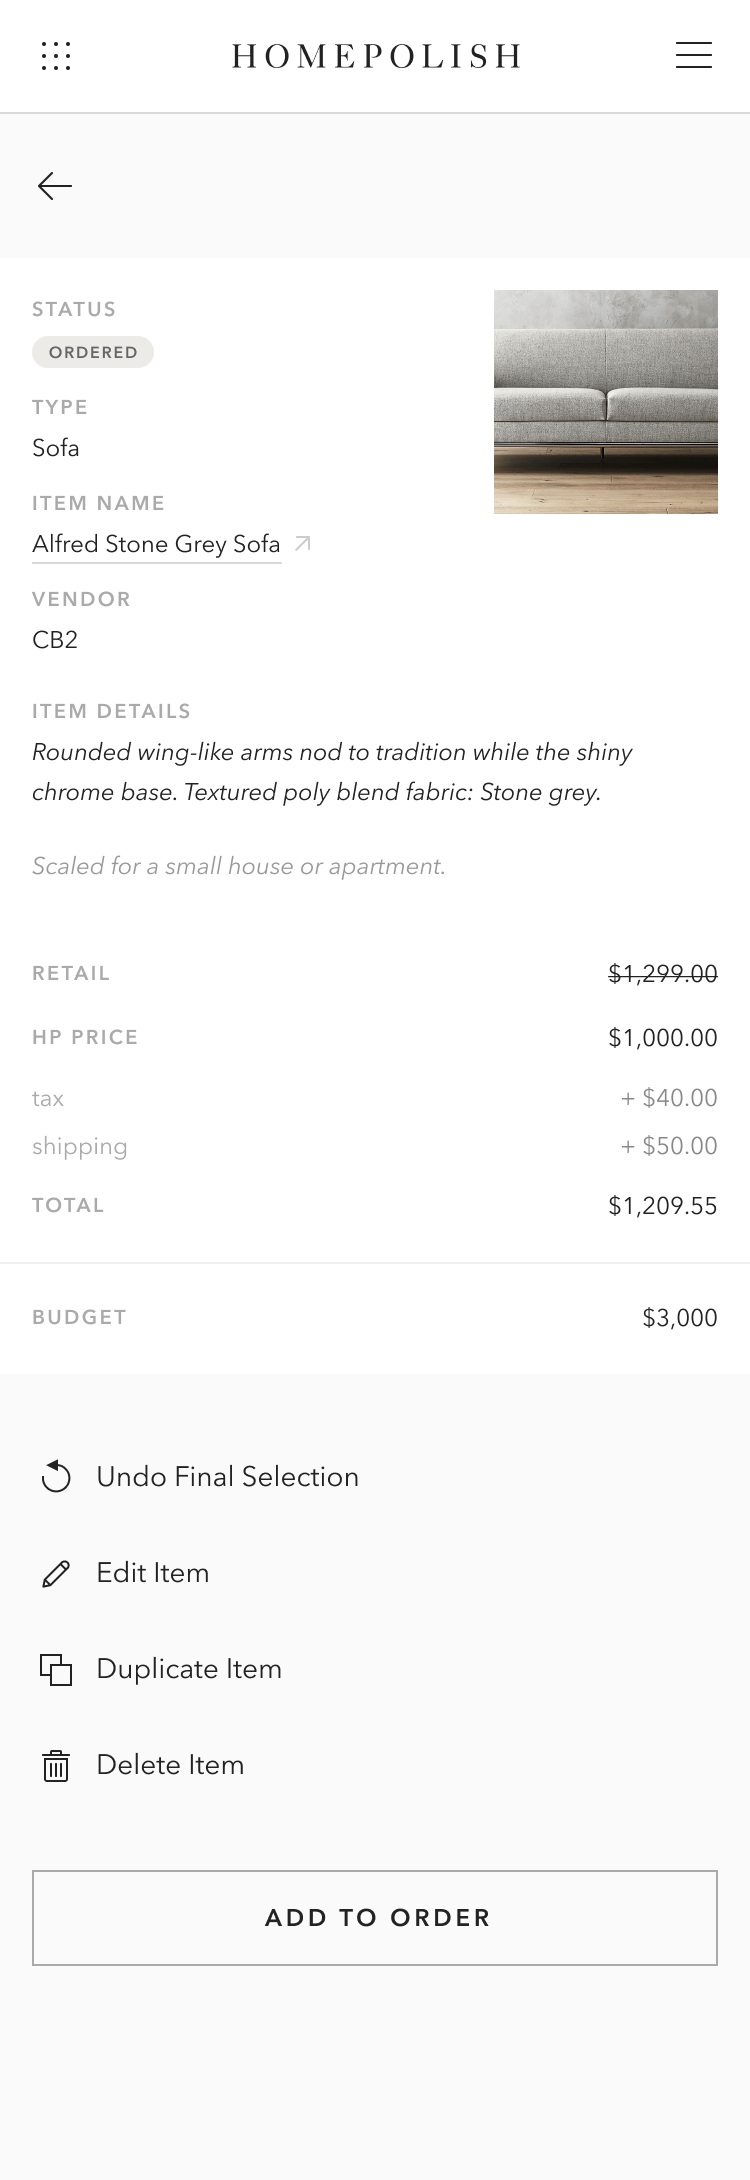 HOMEPOLISH
STATUS
ORDERED
TYPE
Sofa
ITEM NAME
Alfred Stone Grey Sofa
VENDOR
CB2
ITEM DETAILS
Rounded wing-like arms nod to tradition while the shiny
chrome base. Textured poly blend fabric: Stone grey.
Scaled for a small house or apartment.
RETAIL $1,299.00
HP PRICE $1,000.00
tax + $40.00
shipping + $50.00
TOTAL $1,209.55
BUDGET $3,000
Undo Final Selection
Edit Item
Duplicate Item
Delete Item
ADD TO ORDER